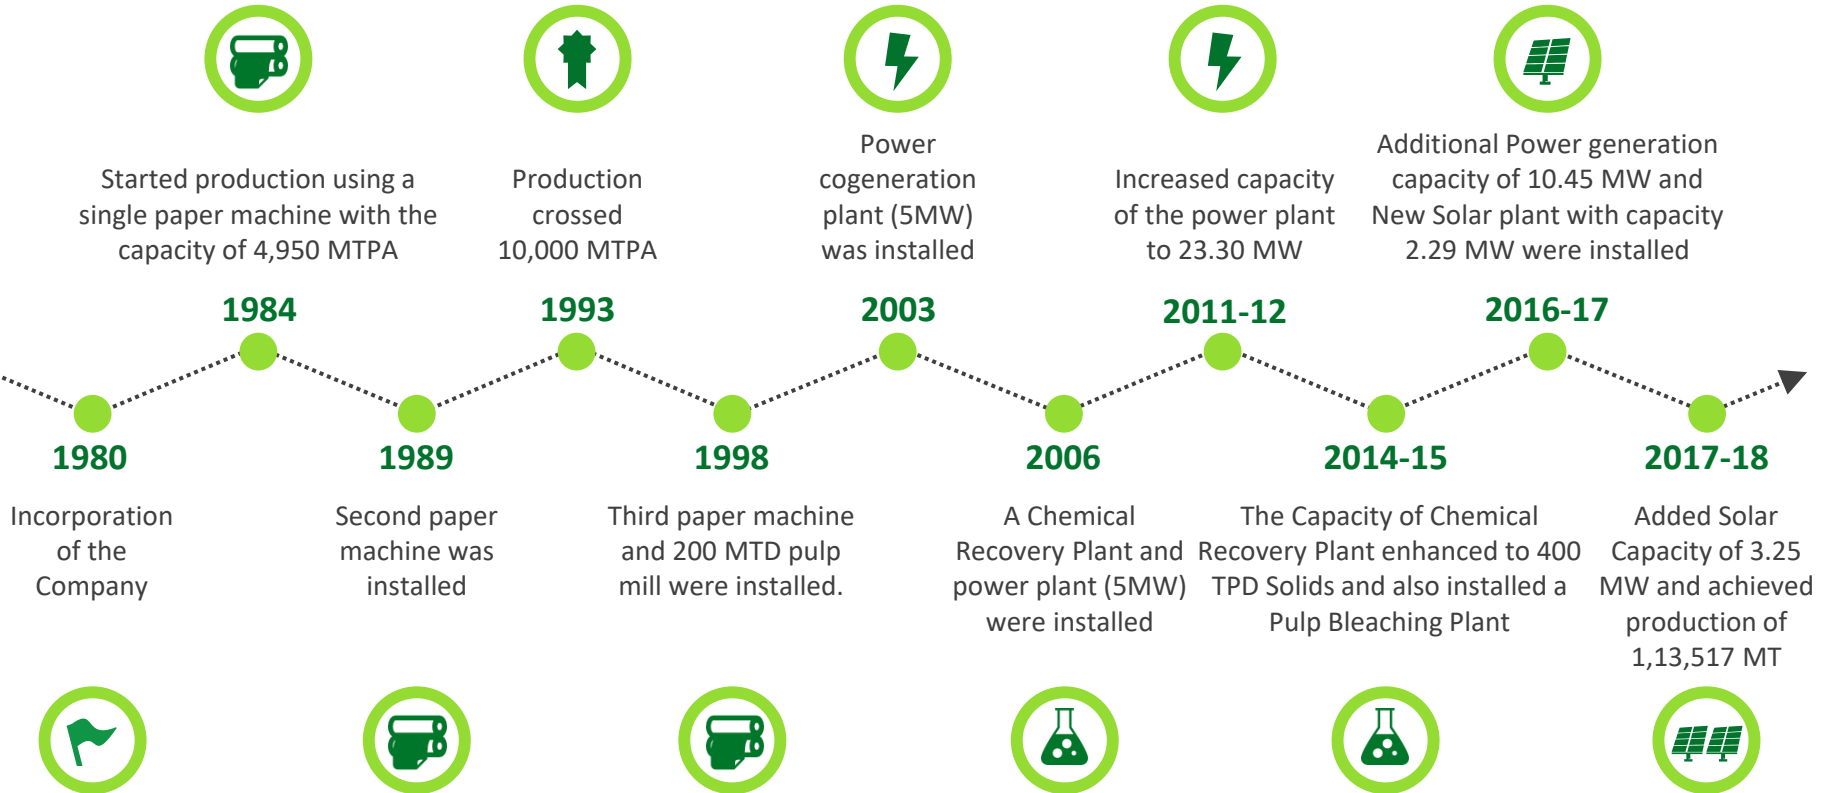 Started production using a
single paper machine with the
capacity of 4,950 MTPA
1984
Production
crossed
10,000 MTPA
1993
Power
cogeneration
plant (5MW)
was installed
2003
Increased capacity
of the power plant
to 23.30 MW
2011-12
Additional Power generation
capacity of 10.45 MW and
New Solar plant with capacity
2.29 MW were installed
2016-17
1980
Incorporation
of the
Company
1989
Second paper
machine was
installed
1998
Third paper machine
and 200 MTD pulp
mill were installed.
2006
A Chemical
Recovery Plant and
power plant (5MW)
were installed
2014-15
The Capacity of Chemical
Recovery Plant enhanced to 400
TPD Solids and also installed a
Pulp Bleaching Plant
2017-18
Added Solar
Capacity of 3.25
MW and achieved
production of
1,13,517 MT